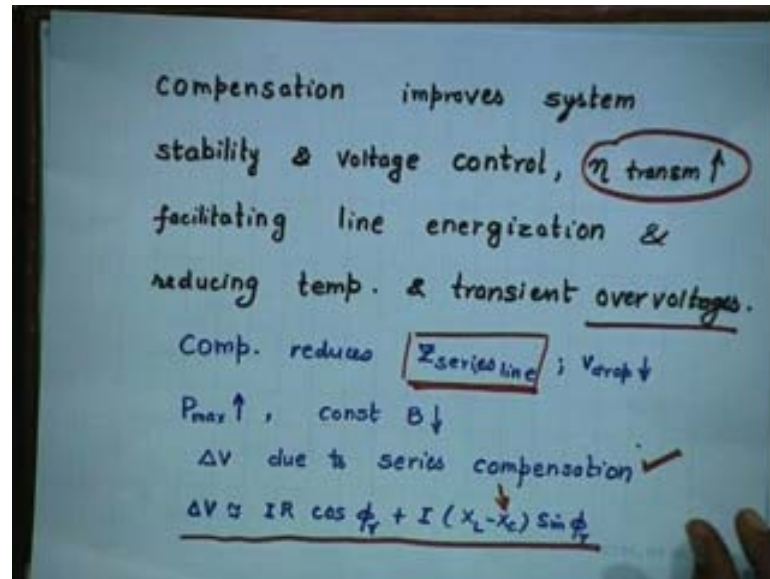 Compensation improves system
stability & voltage control, η transm ↑
facilitating line energization &
reducing temp. & transient overvoltages.
Comp. reduces Z series line ; Vdrop ↓
Pmax ↑ , const B ↓
ΔV due to series compensation ✓
ΔV ≃ IR cos ϕr + I (XL-XC) Sin ϕr